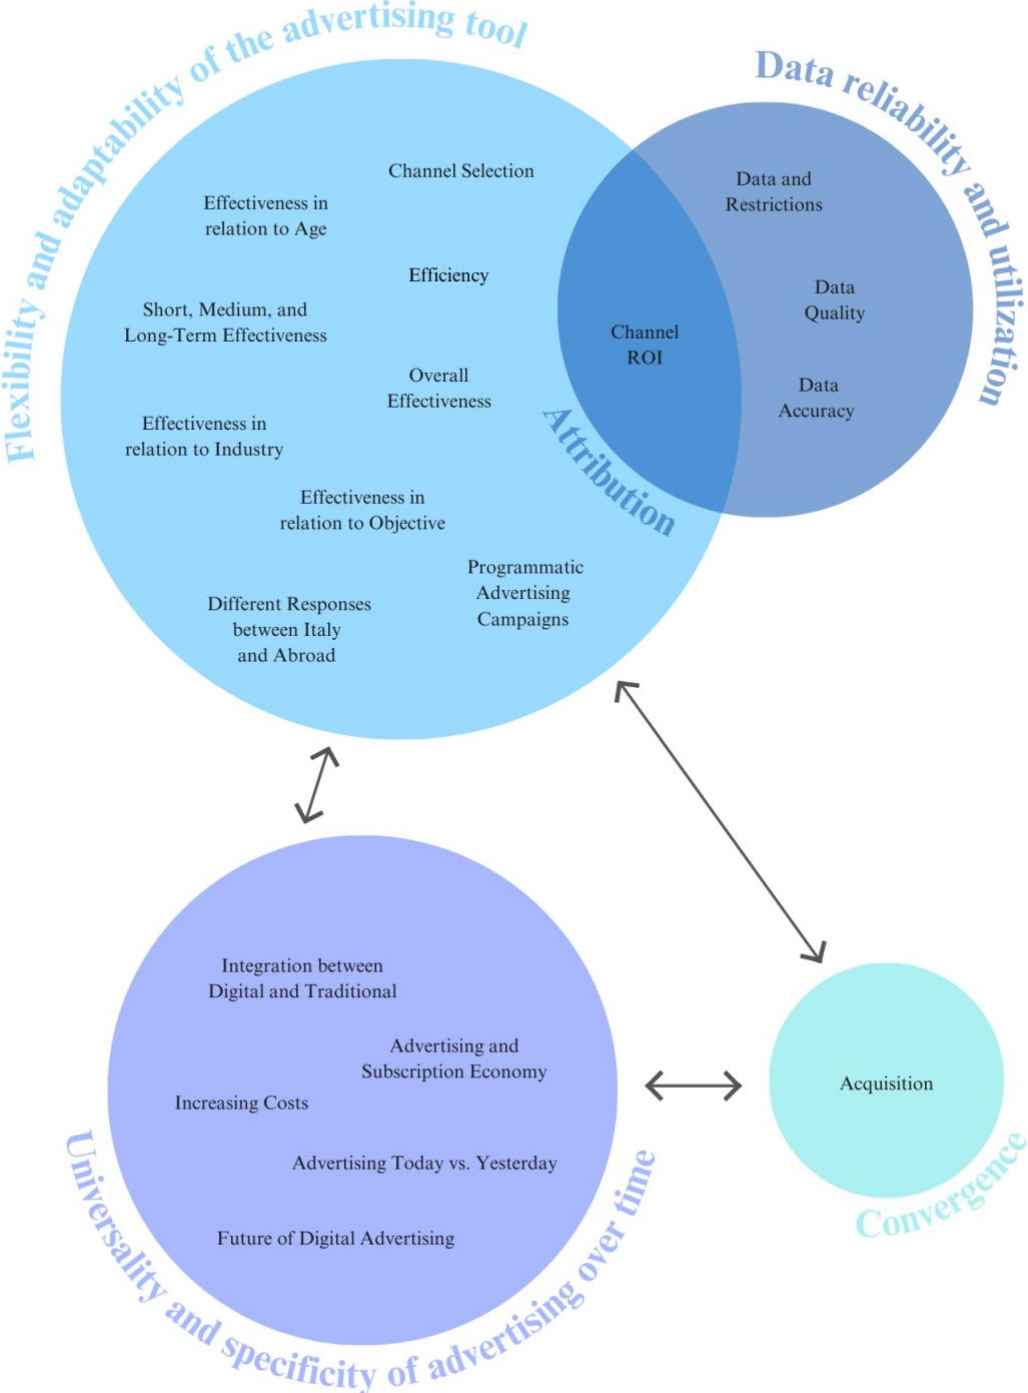 Flexibility and adaptability of the advertising tool
Data reliability and utilization
Channel Selection
Effectiveness in
relation to Age
Efficiency
Short, Medium, and
Long-Term Effectiveness
Overall
Effectiveness
Effectiveness in
relation to Industry
Effectiveness in
relation to Objective
Programmatic
Advertising
Campaigns
Different Responses
between Italy
and Abroad
Attribution
Channel
ROI
Data and
Restrictions
Data
Quality
Data
Accuracy
Integration between
Digital and Traditional
Advertising and
Subscription Economy
Increasing Costs
Advertising Today vs. Yesterday
Future of Digital Advertising
Universality and specificity of advertising over time
Acquisition
Convergence